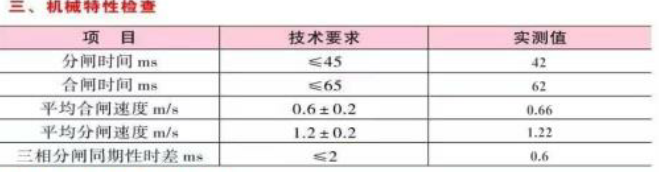 三、机械特性检查
项 目 技术要求 实测值
分闸时间 ms ≤45 42
合闸时间 ms ≤65 62
平均合闸速度 m/s 0.6±0.2 0.66
平均分闸速度 m/s 1.2±0.2 1.22
三相分闸同期性时差 ms ≤2 0.6